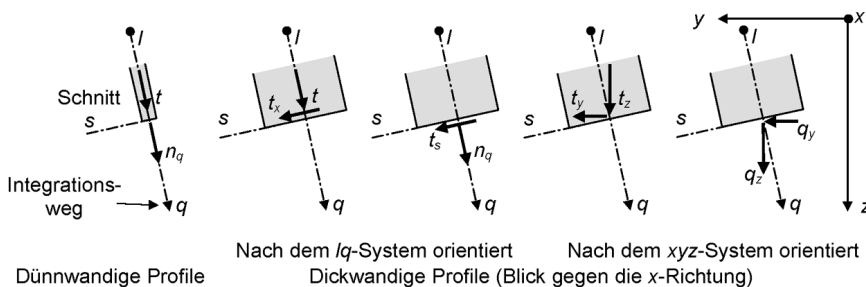 y x
l l l l l
Schnitt t t_x t t_y t_z
s s s s s
t_s q_y
n_q n_q q_z
Integrations-
weg q q q q q z
Nach dem lq-System orientiert Nach dem xyz-System orientiert
Dünnwandige Profile Dickwandige Profile (Blick gegen die x-Richtung)